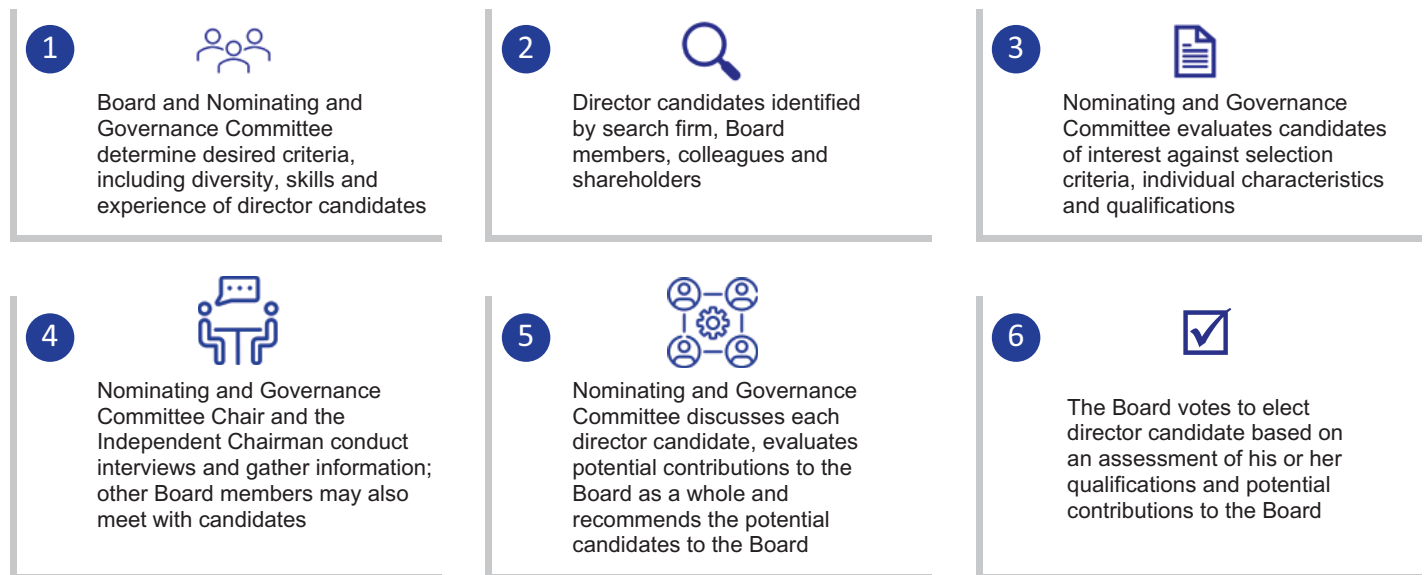 1
Board and Nominating and
Governance Committee
determine desired criteria,
including diversity, skills and
experience of director candidates
2
Director candidates identified
by search firm, Board
members, colleagues and
shareholders
3
Nominating and Governance
Committee evaluates candidates
of interest against selection
criteria, individual characteristics
and qualifications
4
Nominating and Governance
Committee Chair and the
Independent Chairman conduct
interviews and gather information;
other Board members may also
meet with candidates
5
Nominating and Governance
Committee discusses each
director candidate, evaluates
potential contributions to the
Board as a whole and
recommends the potential
candidates to the Board
6
The Board votes to elect
director candidate based on
an assessment of his or her
qualifications and potential
contributions to the Board